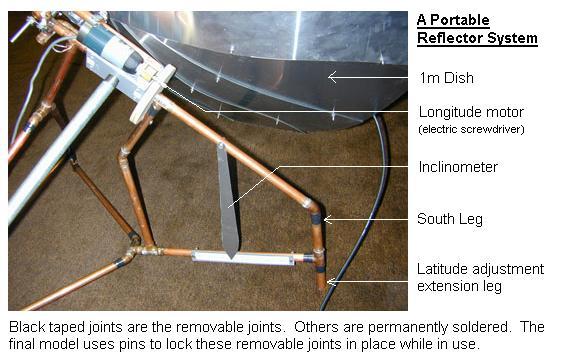 A Portable
Reflector System
1m Dish
Longitude motor
(electric screwdriver)
Inclinometer
South Leg
Latitude adjustment
extension leg
Black taped joints are the removable joints.  Others are permanently soldered.  The
final model uses pins to lock these removable joints in place while in use.